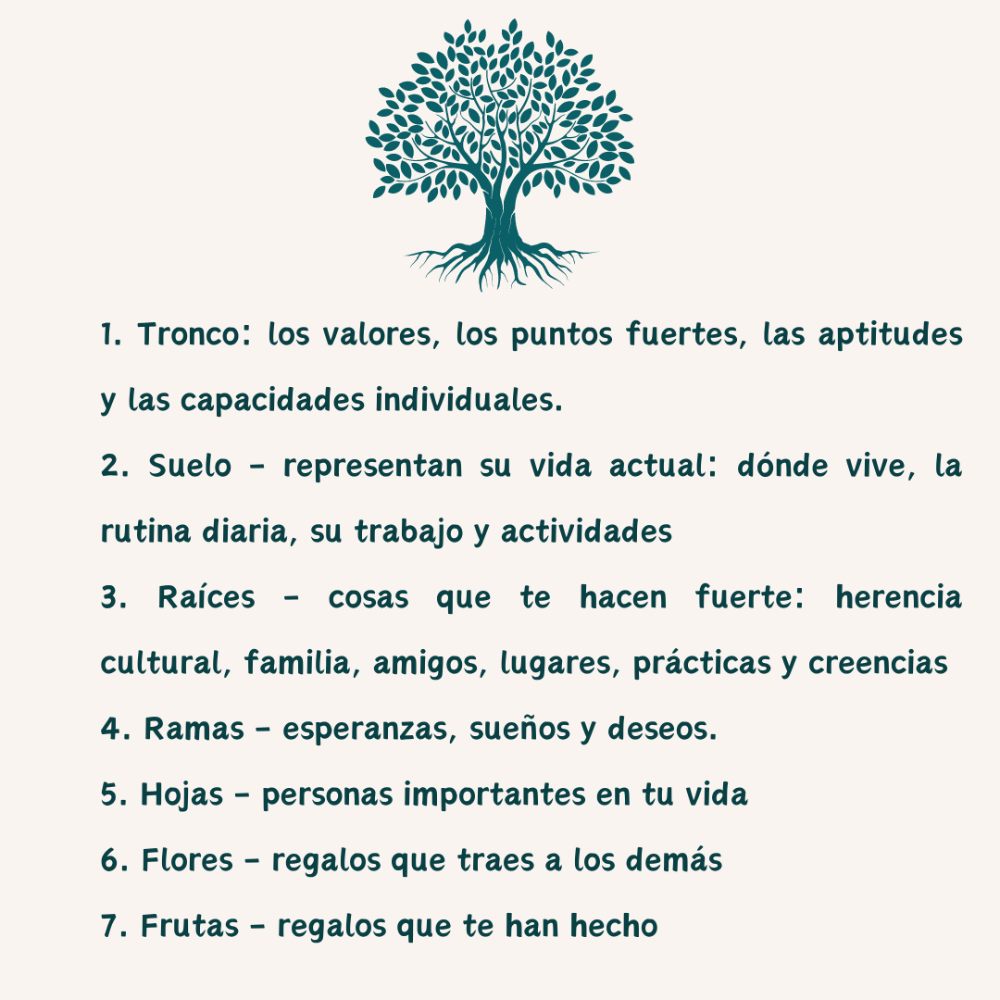 1. Tronco: los valores, los puntos fuertes, las aptitudes
y las capacidades individuales.
2. Suelo – representan su vida actual: dónde vive, la
rutina diaria, su trabajo y actividades
3. Raíces – cosas que te hacen fuerte: herencia
cultural, familia, amigos, lugares, prácticas y creencias
4. Ramas – esperanzas, sueños y deseos.
5. Hojas – personas importantes en tu vida
6. Flores – regalos que traes a los demás
7. Frutas – regalos que te han hecho